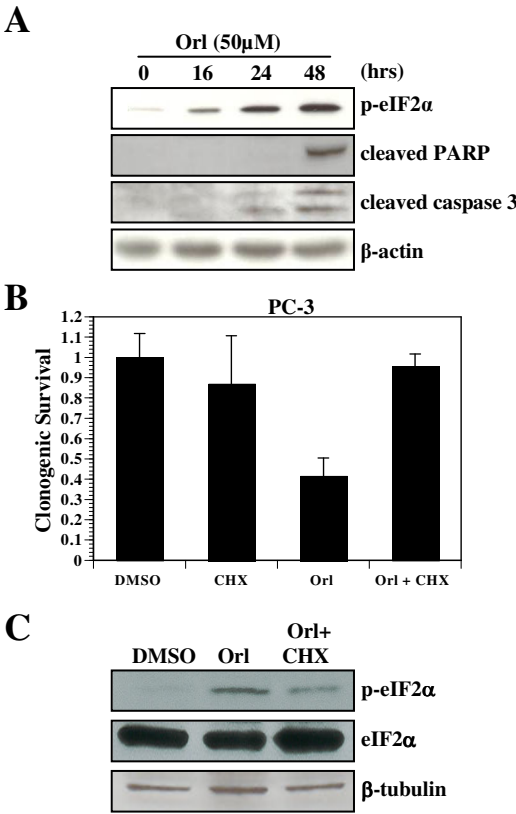 A
Orl (50µM)
0 16 24 48 (hrs)
p-eIF2α
cleaved PARP
cleaved caspase 3
β-actin
B
PC-3
Clonogenic Survival
1.2
1.1
1
0.9
0.8
0.7
0.6
0.5
0.4
0.3
0.2
0.1
0
DMSO CHX Orl Orl + CHX
C
DMSO Orl Orl+ CHX
p-eIF2α
eIF2α
β-tubulin